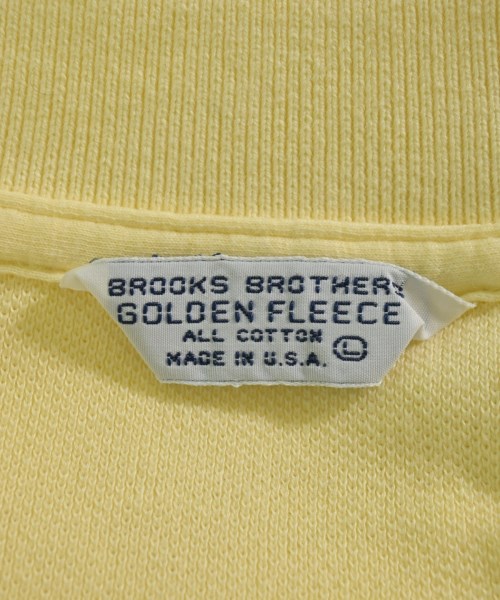 BROOKS BROTHERS
GOLDEN FLEECE
ALL COTTON
MADE IN U.S.A. L